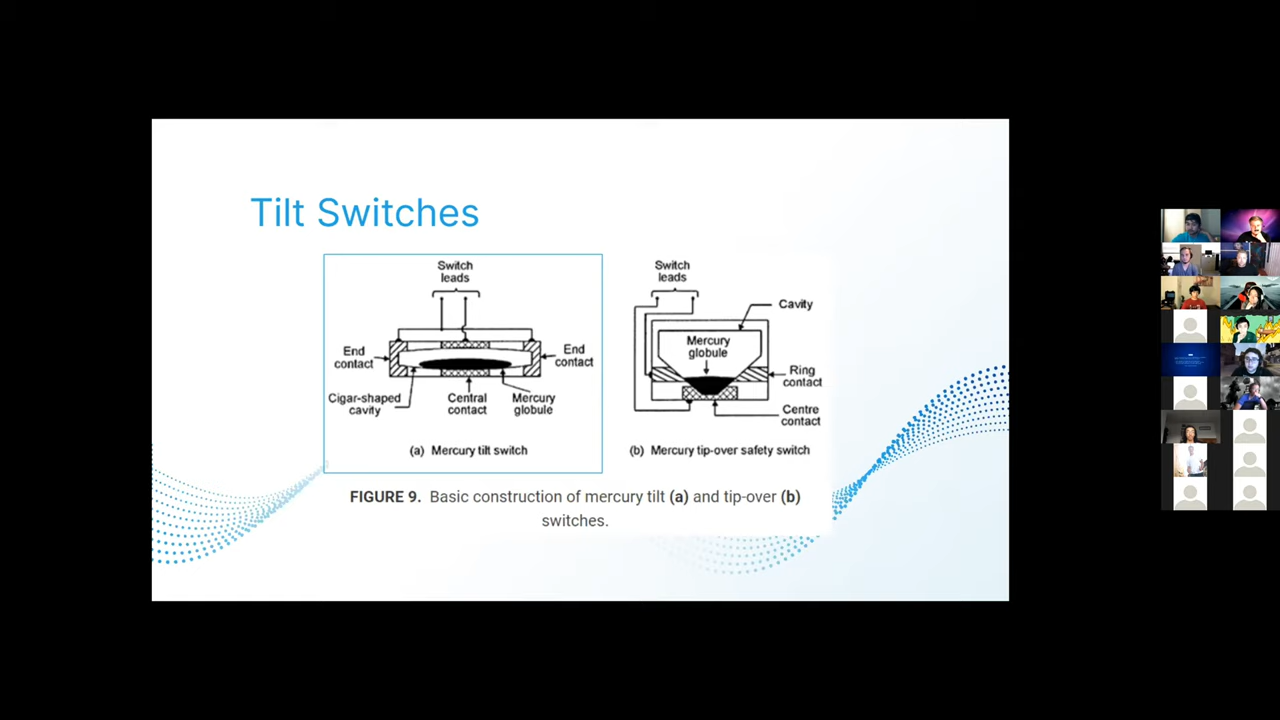 Tilt Switches
Switch
leads
End
contact
End
contact
Cigar-shaped
cavity
Central
contact
Mercury
globule
(a) Mercury tilt switch
Switch
leads
Cavity
Mercury
globule
Ring
contact
Centre
contact
(b) Mercury tip-over safety switch
FIGURE 9. Basic construction of mercury tilt (a) and tip-over (b)
switches.